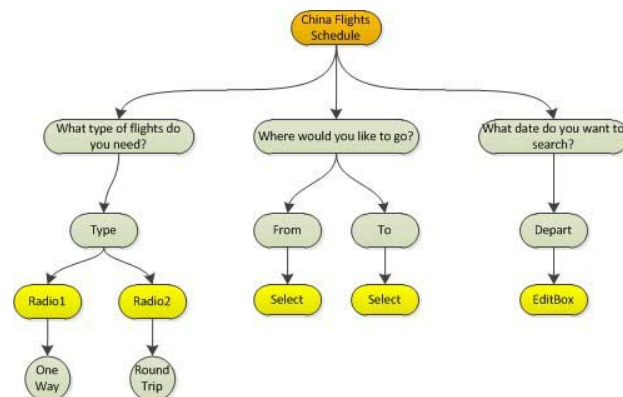 China Flights
Schedule
What type of flights do
you need?
Where would you like to go?
What date do you want to
search?
Type
From
To
Depart
Radio1
Radio2
Select
Select
EditBox
One
Way
Round
Trip